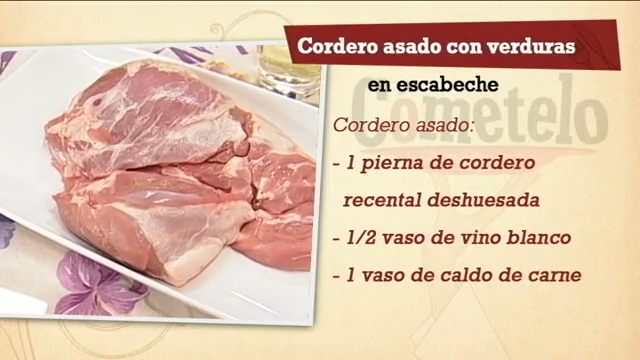 Cordero asado con verduras
en escabeche
Cometelo
Cordero asado:
- 1 pierna de cordero
recental deshuesada
- 1/2 vaso de vino blanco
- 1 vaso de caldo de carne